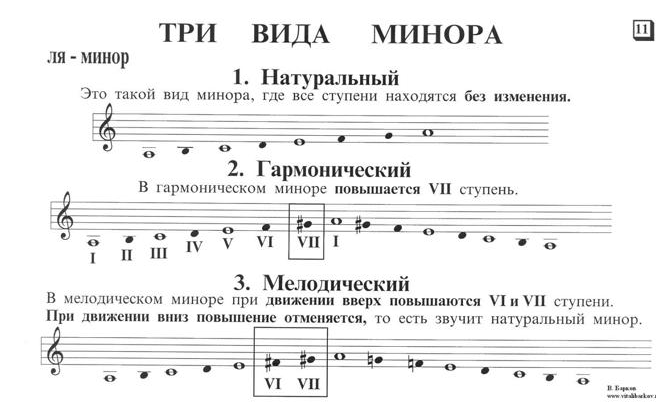 ТРИ ВИДА МИНОРА
11
ля - минор
1. Натуральный
Это такой вид минора, где все ступени находятся без изменения.
2. Гармонический
В гармоническом миноре повышается VII ступень.
I II III IV V VI VII I
3. Мелодический
В мелодическом миноре при движении вверх повышаются VI и VII ступени.
При движении вниз повышение отменяется, то есть звучит натуральный минор.
VI VII
В. Барков